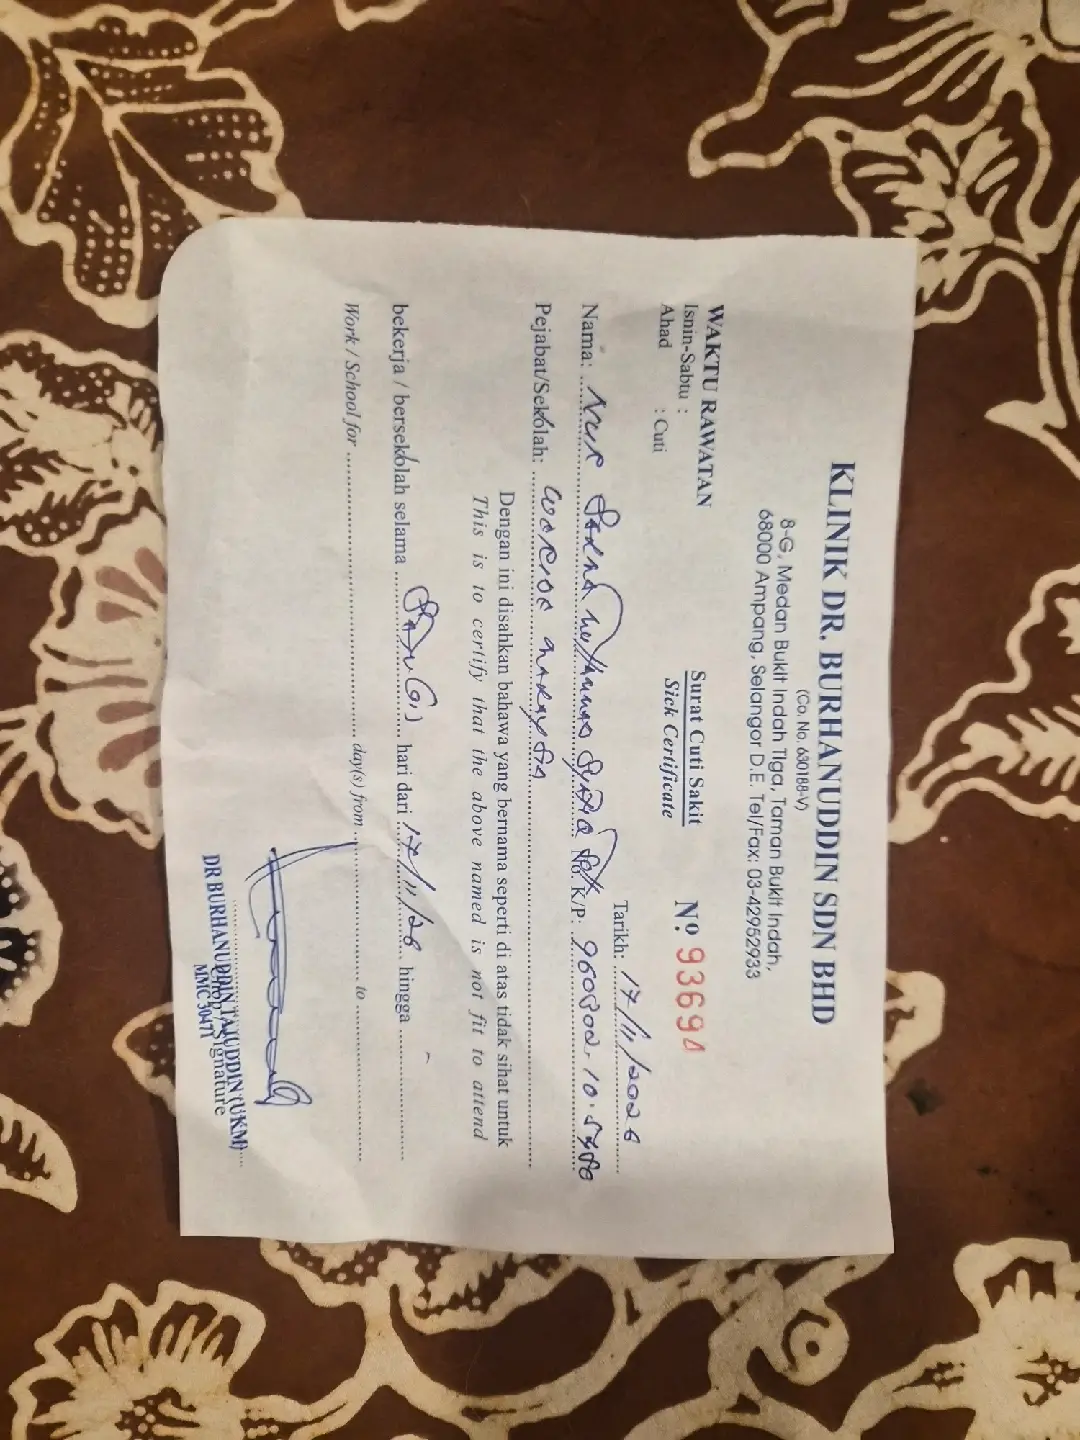 KLINIK DR. BURHANUDDIN SDN BHD
(Co. No. 630188-V)
8-G, Medan Bukit Indah Tiga, Taman Bukit Indah,
68000 Ampang, Selangor D.E. Tel/Fax: 03-42952933
WAKTU RAWATAN
Isnin-Sabtu :
Ahad : Cuti
Surat Cuti Sakit
Sick Certificate
Nº 93694
Tarikh: 17/11/2026
Nama: Nur No. K/P:
Pejabat/Sekolah:
Dengan ini disahkan bahawa yang bernama seperti di atas tidak sihat untuk
This is to certify that the above named is not fit to attend
bekerja / bersekolah selama hari dari 17/11/26 hingga -
Work / School for day(s) from to
DR BURHANUDDIN TAJUDDIN (UKM)
MMC 30471
Signature